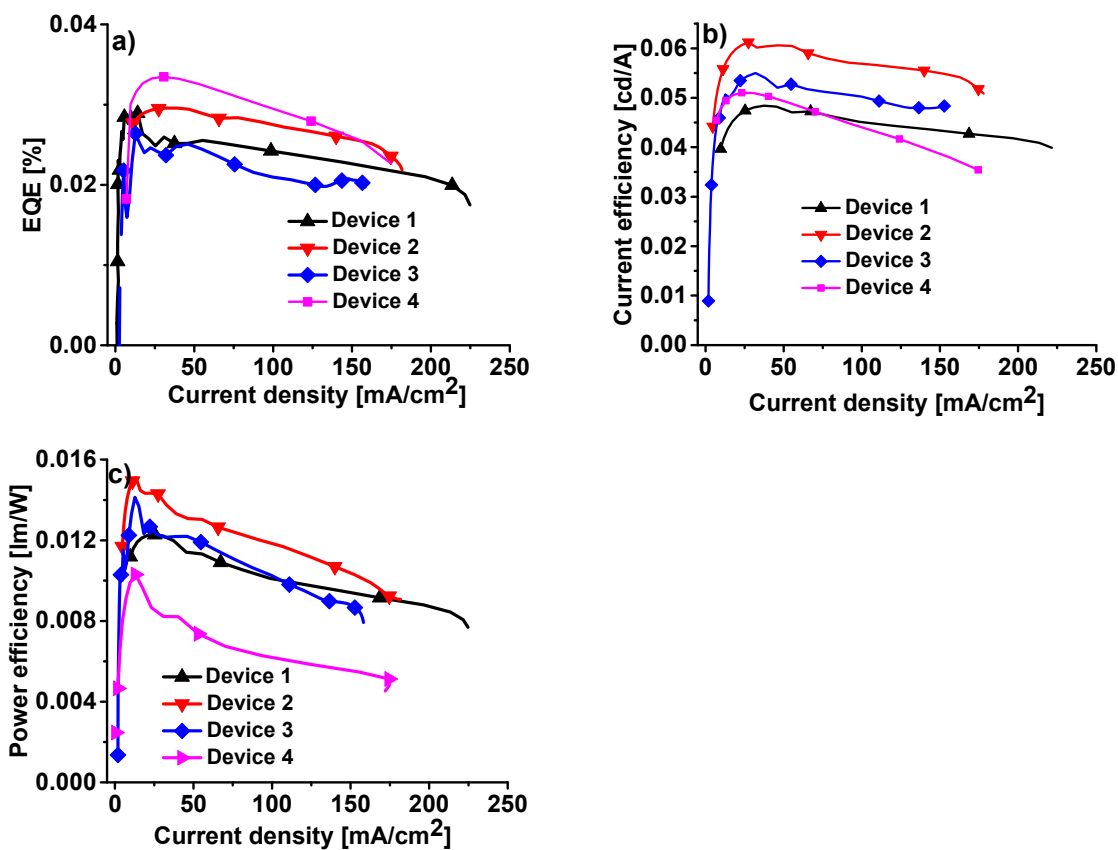 a)
EQE [%]
0.04
0.02
0.00
0 50 100 150 200 250
Current density [mA/cm2]
Device 1
Device 2
Device 3
Device 4
b)
Current efficiency [cd/A]
0.06
0.05
0.04
0.03
0.02
0.01
0.00
0 50 100 150 200 250
Current density [mA/cm2]
Device 1
Device 2
Device 3
Device 4
c)
Power efficiency [lm/W]
0.016
0.012
0.008
0.004
0.000
0 50 100 150 200 250
Current density [mA/cm2]
Device 1
Device 2
Device 3
Device 4